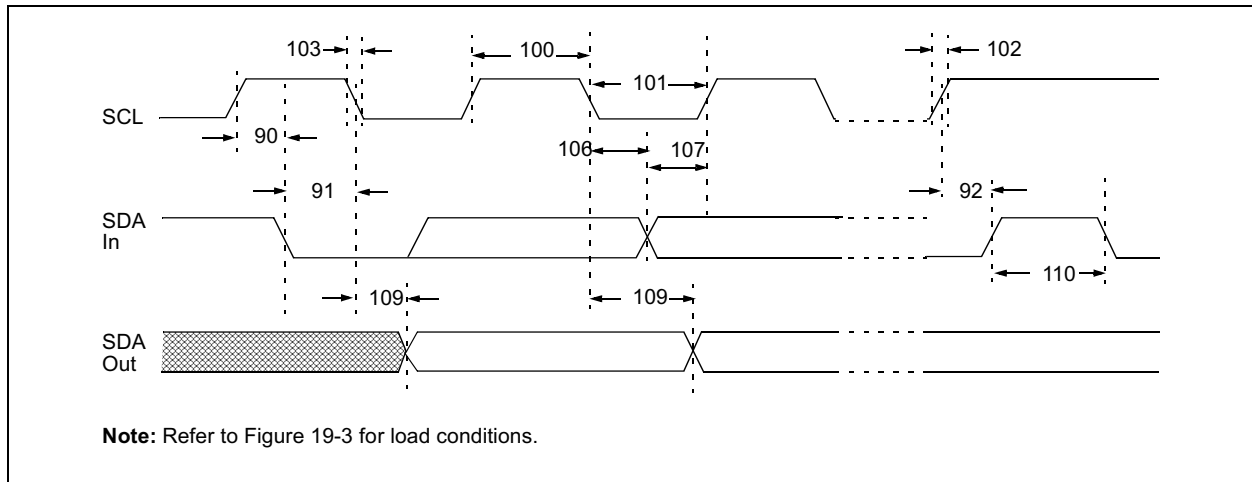 103
100
102
101
SCL
90
106
107
91
92
SDA
In
110
109
109
SDA
Out
Note: Refer to Figure 19-3 for load conditions.